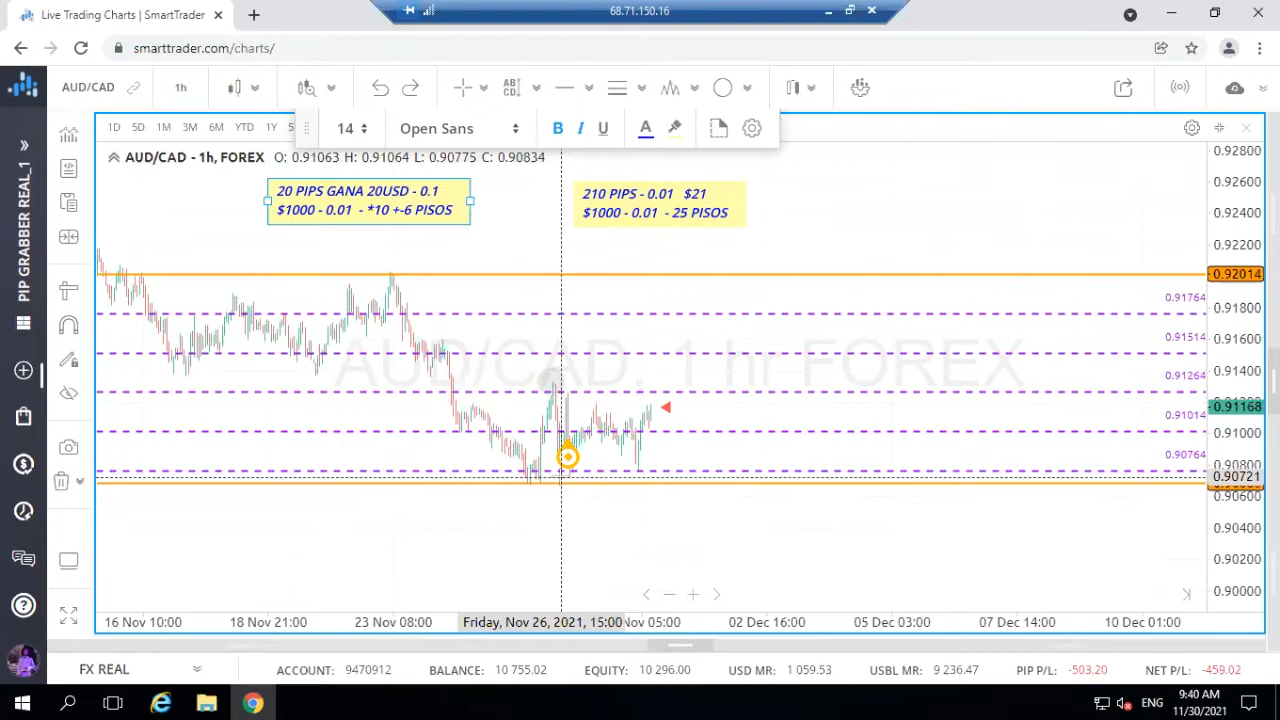 Live Trading Charts | SmartTrader
68.71.150.16
smarttrader.com/charts/
AUD/CAD
1h
1D 5D 1M 3M 6M YTD 1Y
14
Open Sans
B I U A
AUD/CAD - 1h, FOREX O: 0.91063 H: 0.91064 L: 0.90775 C: 0.90834
20 PIPS GANA 20USD - 0.1
$1000 - 0.01 - *10 +-6 PISOS
210 PIPS - 0.01 $21
$1000 - 0.01 - 25 PISOS
AUD/CAD, 1 hr FOREX
PIP GRABBER REAL_1
0.92800
0.92600
0.92400
0.92200
0.92014
0.91764
0.91800
0.91600
0.91514
0.91400
0.91264
0.91168
0.91014
0.91000
0.90764
0.90800
0.90721
0.90600
0.90400
0.90200
0.90000
16 Nov 10:00
18 Nov 21:00
23 Nov 08:00
Friday, Nov 26, 2021, 15:00
Nov 05:00
02 Dec 16:00
05 Dec 03:00
07 Dec 14:00
10 Dec 01:00
FX REAL
ACCOUNT: 9470912
BALANCE: 10 755.02
EQUITY: 10 296.00
USD MR: 1 059.53
USBL MR: 9 236.47
PIP P/L: -503.20
NET P/L: -459.02
ENG
9:40 AM
11/30/2021